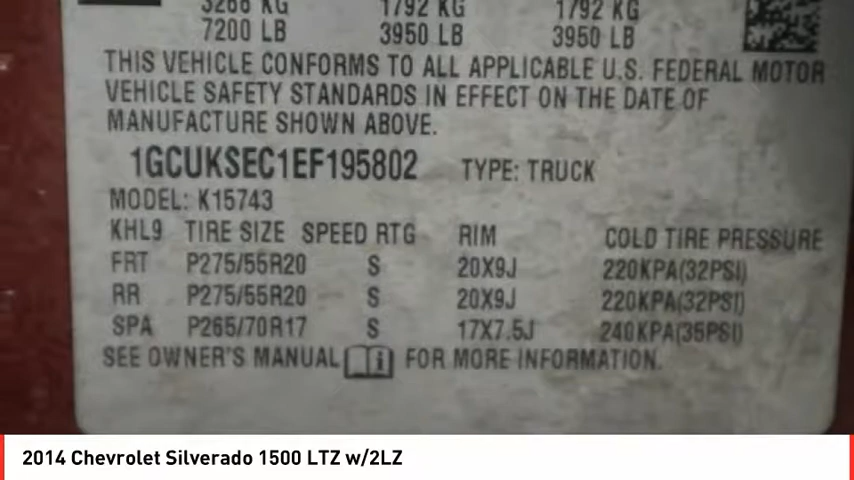 3266 KG 1792 KG 1792 KG
7200 LB 3950 LB 3950 LB
THIS VEHICLE CONFORMS TO ALL APPLICABLE U.S. FEDERAL MOTOR
VEHICLE SAFETY STANDARDS IN EFFECT ON THE DATE OF
MANUFACTURE SHOWN ABOVE.
1GCUKSEC1EF195802 TYPE: TRUCK
MODEL: K15743
KHL9 TIRE SIZE SPEED RTG RIM COLD TIRE PRESSURE
FRT P275/55R20 S 20X9J 220KPA(32PSI)
RR P275/55R20 S 20X9J 220KPA(32PSI)
SPA P265/70R17 S 17X7.5J 240KPA(35PSI)
SEE OWNER'S MANUAL FOR MORE INFORMATION.
2014 Chevrolet Silverado 1500 LTZ w/2LZ